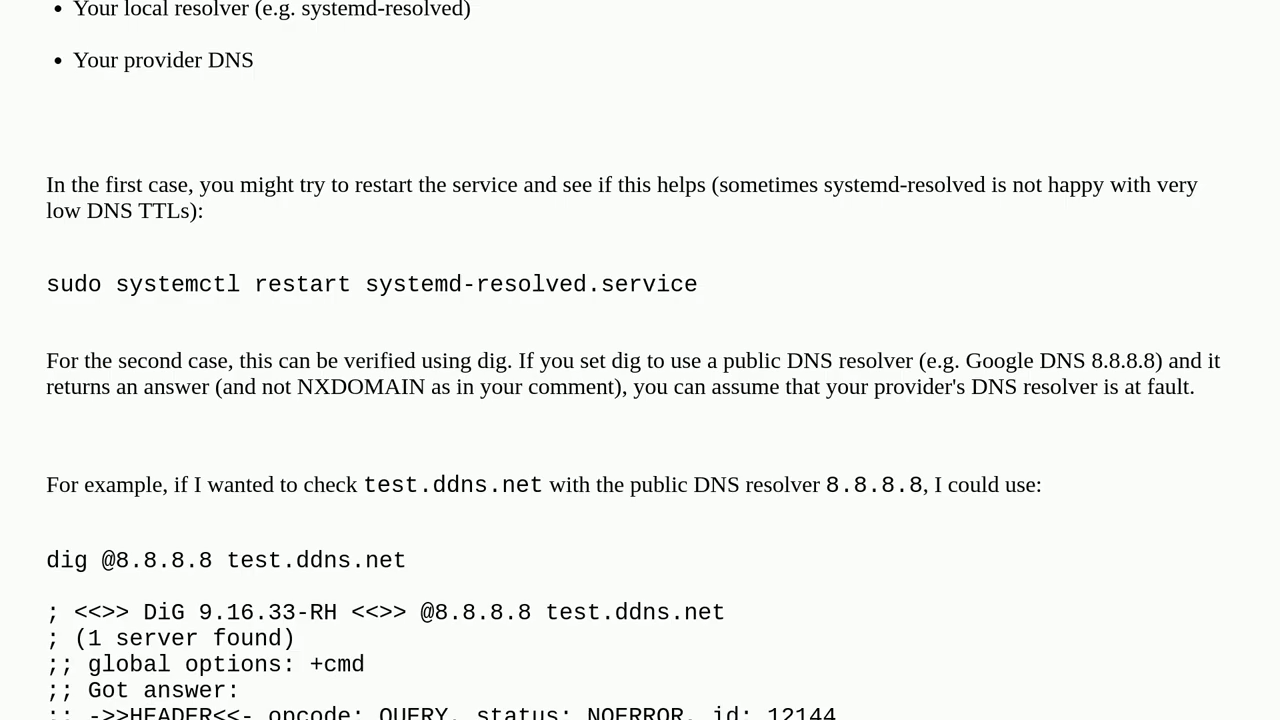 • Your local resolver (e.g. systemd-resolved)
• Your provider DNS
In the first case, you might try to restart the service and see if this helps (sometimes systemd-resolved is not happy with very
low DNS TTLs):
sudo systemctl restart systemd-resolved.service
For the second case, this can be verified using dig. If you set dig to use a public DNS resolver (e.g. Google DNS 8.8.8.8) and it
returns an answer (and not NXDOMAIN as in your comment), you can assume that your provider's DNS resolver is at fault.
For example, if I wanted to check test.ddns.net with the public DNS resolver 8.8.8.8, I could use:
dig @8.8.8.8 test.ddns.net
; <<>> DiG 9.16.33-RH <<>> @8.8.8.8 test.ddns.net
; (1 server found)
;; global options: +cmd
;; Got answer:
;; ->>HEADER<<- opcode: QUERY, status: NOERROR, id: 12144